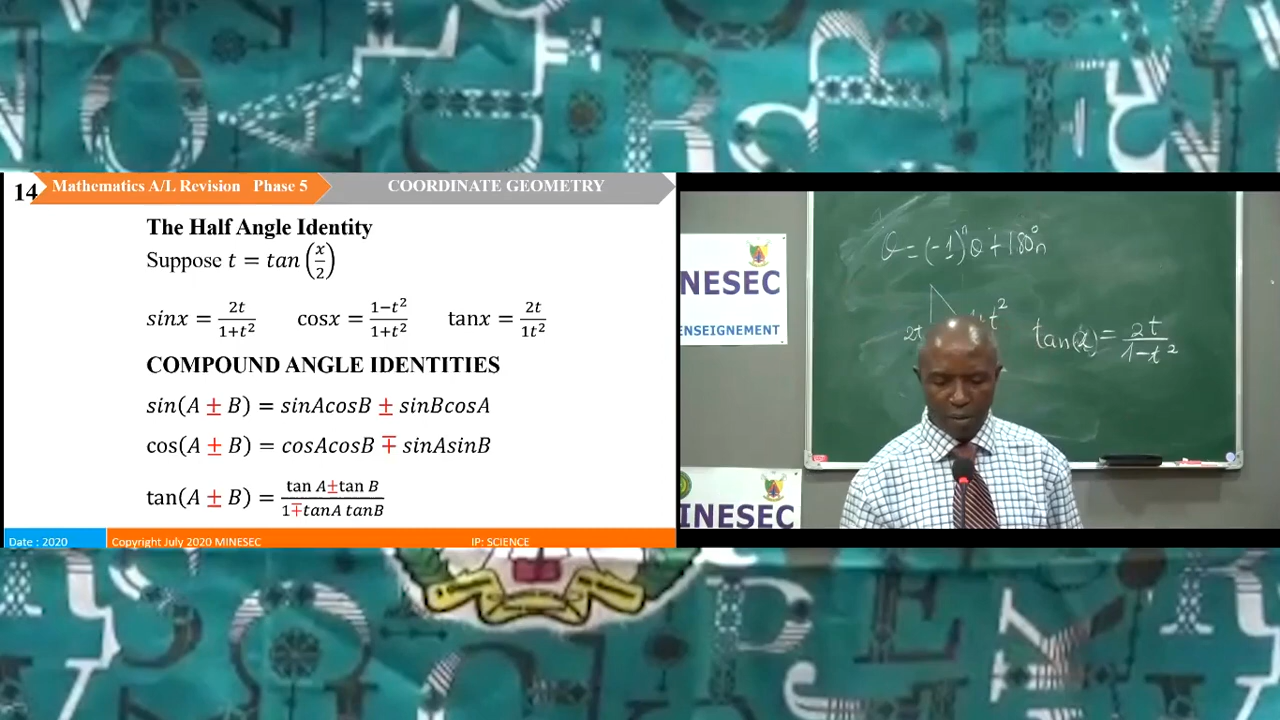 14 Mathematics A/L Revision Phase 5 COORDINATE GEOMETRY
The Half Angle Identity
Suppose t = tan(x/2)
sinx = 2t/1+t² cosx = 1−t²/1+t² tanx = 2t/1t²
COMPOUND ANGLE IDENTITIES
sin(A ± B) = sinAcosB ± sinBcosA
cos(A ± B) = cosAcosB ∓ sinAsinB
tan(A ± B) = tan A±tan B/1∓tanA tanB
Date : 2020 Copyright July 2020 MINESEC IP: SCIENCE
NESEC
ENSEIGNEMENT
INESEC
θ = (-1)ⁿθ + 180°n
2t
t²
tan(x) = 2t/1-t²